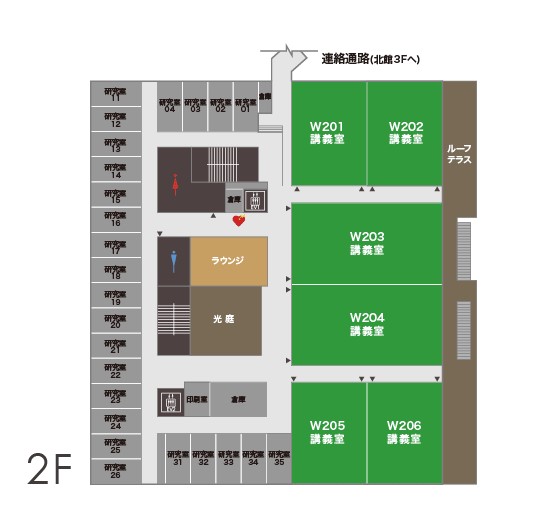 連絡通路(北館3Fへ)
研究室
11
研究室
12
研究室
13
研究室
14
研究室
15
研究室
16
研究室
17
研究室
18
研究室
19
研究室
20
研究室
21
研究室
22
研究室
23
研究室
24
研究室
25
研究室
26
研究室
04
研究室
03
研究室
02
研究室
01
倉庫
W201
講義室
W202
講義室
ルーフ
テラス
倉庫
W203
講義室
ラウンジ
光庭
W204
講義室
印刷室
倉庫
W205
講義室
W206
講義室
研究室
31
研究室
32
研究室
33
研究室
34
研究室
35
2F